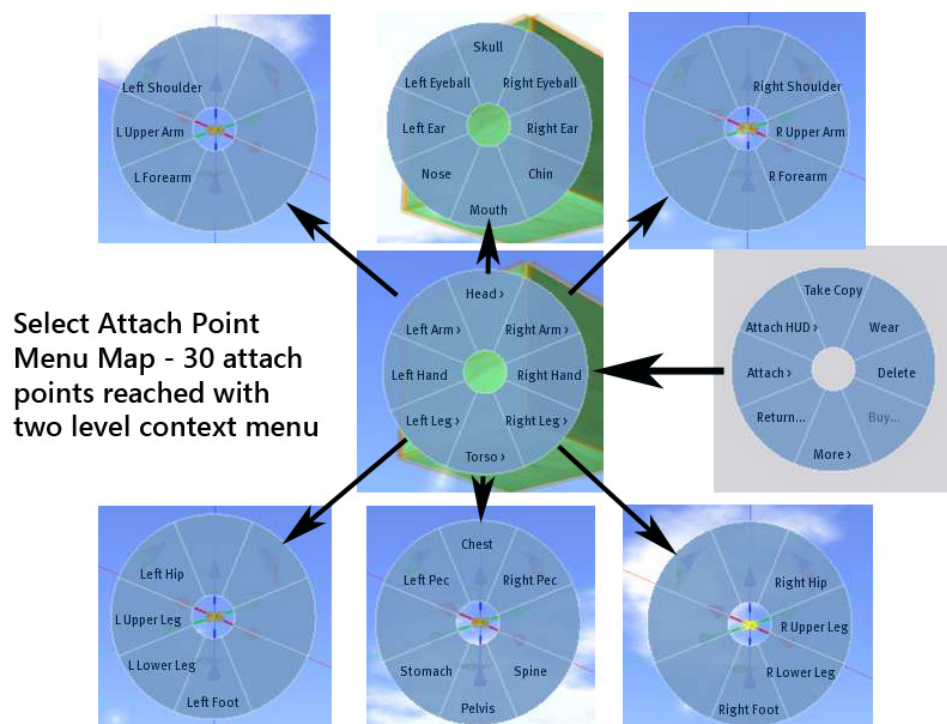 Skull
Left Shoulder
Left Eyeball
Right Eyeball
Right Shoulder
L Upper Arm
Left Ear
Right Ear
R Upper Arm
L Forearm
Nose
Chin
R Forearm
Mouth
Select Attach Point
Menu Map - 30 attach
points reached with
two level context menu
Head >
Left Arm >
Right Arm >
Left Hand
Right Hand
Left Leg >
Right Leg >
Torso >
Take Copy
Attach HUD >
Wear
Attach >
Delete
Return...
Buy...
More >
Left Hip
L Upper Leg
L Lower Leg
Left Foot
Chest
Left Pec
Right Pec
Stomach
Spine
Pelvis
Right Hip
R Upper Leg
R Lower Leg
Right Foot